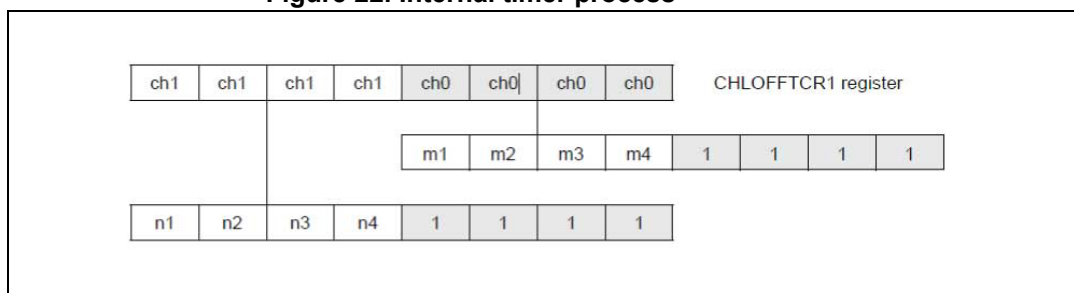 Figure 22. Internal timer process
ch1 ch1 ch1 ch1 ch0 ch0 ch0 ch0 CHLOFFTCR1 register
m1 m2 m3 m4 1 1 1 1
n1 n2 n3 n4 1 1 1 1